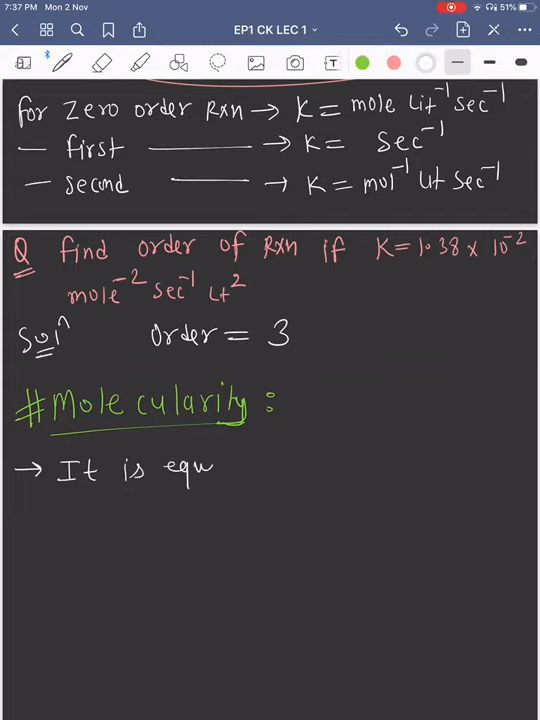 7:37 PM Mon 2 Nov 51%
EP1 CK LEC 1
for Zero order Rxn → K = mole Lit⁻¹ Sec⁻¹
— first ——— → K = Sec⁻¹
— second ——— → K = mol⁻¹ Lit Sec⁻¹
Q find order of Rxn if K = 1.38 × 10⁻²
mole⁻² sec⁻¹ Lt²
Solⁿ Order = 3
# Molecularity :
→ It is equ